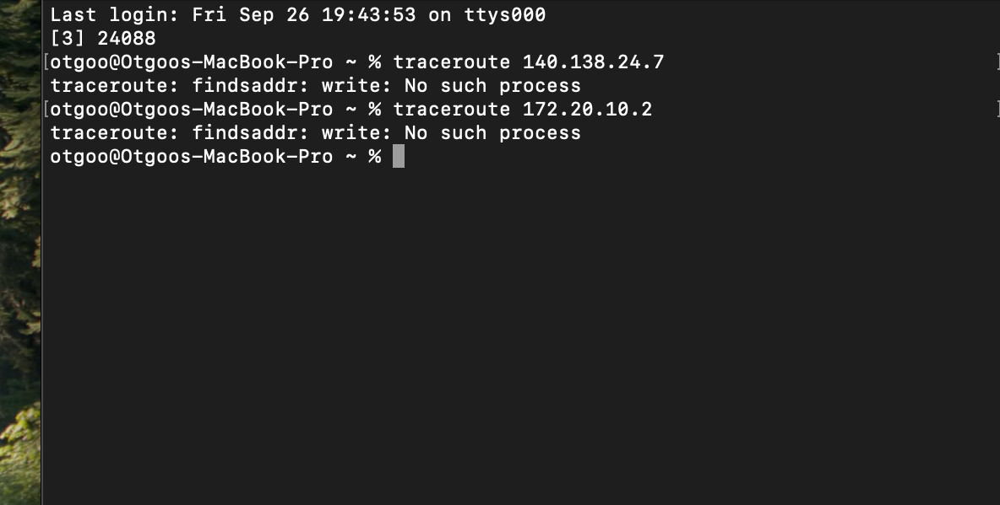 Last login: Fri Sep 26 19:43:53 on ttys000
[3] 24088
[otgoo@Otgoos-MacBook-Pro ~ % traceroute 140.138.24.7 ]
traceroute: findsaddr: write: No such process
[otgoo@Otgoos-MacBook-Pro ~ % traceroute 172.20.10.2 ]
traceroute: findsaddr: write: No such process
otgoo@Otgoos-MacBook-Pro ~ %